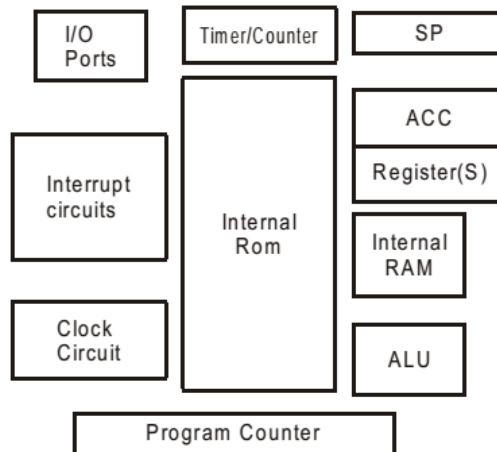 I/O
Ports
Timer/Counter
SP
ACC
Register(S)
Interrupt
circuits
Internal
Rom
Internal
RAM
Clock
Circuit
ALU
Program Counter